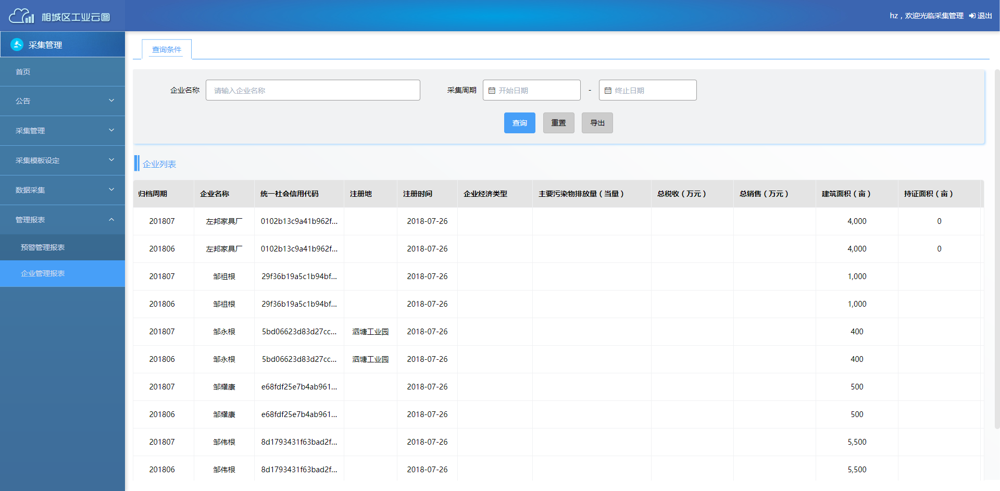 相城区工业云图
hz，欢迎光临采集管理 退出
采集管理
首页
公告
采集管理
采集模板设定
数据采集
管理报表
预警管理报表
企业管理报表
查询条件
企业名称 请输入企业名称 采集周期 开始日期 - 终止日期
查询 重置 导出
企业列表
归档周期 企业名称 统一社会信用代码 注册地 注册时间 企业经济类型 主要污染物排放量（当量） 总税收（万元） 总销售（万元） 建筑面积（亩） 持证面积（亩）
201807 左邦家具厂 0102b13c9a41b962f... 2018-07-26 4,000 0
201806 左邦家具厂 0102b13c9a41b962f... 2018-07-26 4,000 0
201807 邹祖根 29f36b19a5c1b94bf... 2018-07-26 1,000
201806 邹祖根 29f36b19a5c1b94bf... 2018-07-26 1,000
201807 邹永根 5bd06623d83d27cc... 泗塘工业园 2018-07-26 400
201806 邹永根 5bd06623d83d27cc... 泗塘工业园 2018-07-26 400
201807 邹耀康 e68fdf25e7b4ab961... 2018-07-26 500
201806 邹耀康 e68fdf25e7b4ab961... 2018-07-26 500
201807 邹伟根 8d1793431f63bad2f... 2018-07-26 5,500
201806 邹伟根 8d1793431f63bad2f... 2018-07-26 5,500